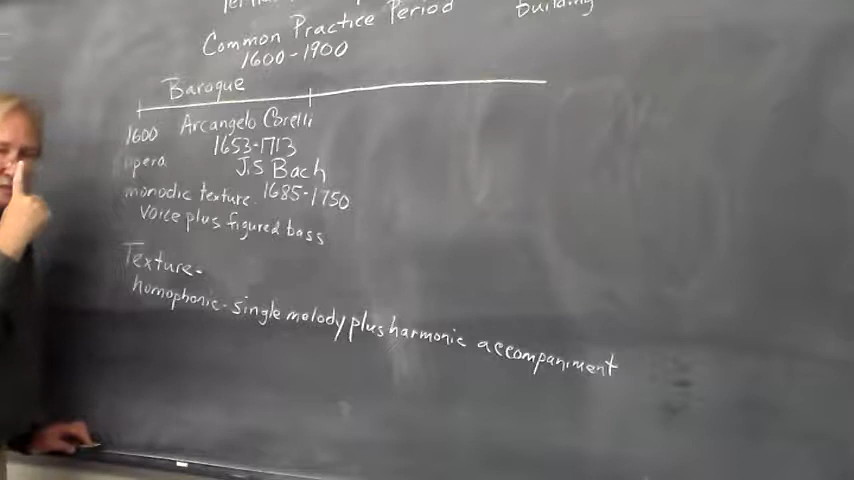 building
Common Practice Period
1600-1900
Baraque
1600 Arcangelo Corelli
1653-1713
opera J.S Bach
monodic texture. 1685-1750
voice plus figured bass
Texture-
homophonic- single melody plus harmonic accompaniment